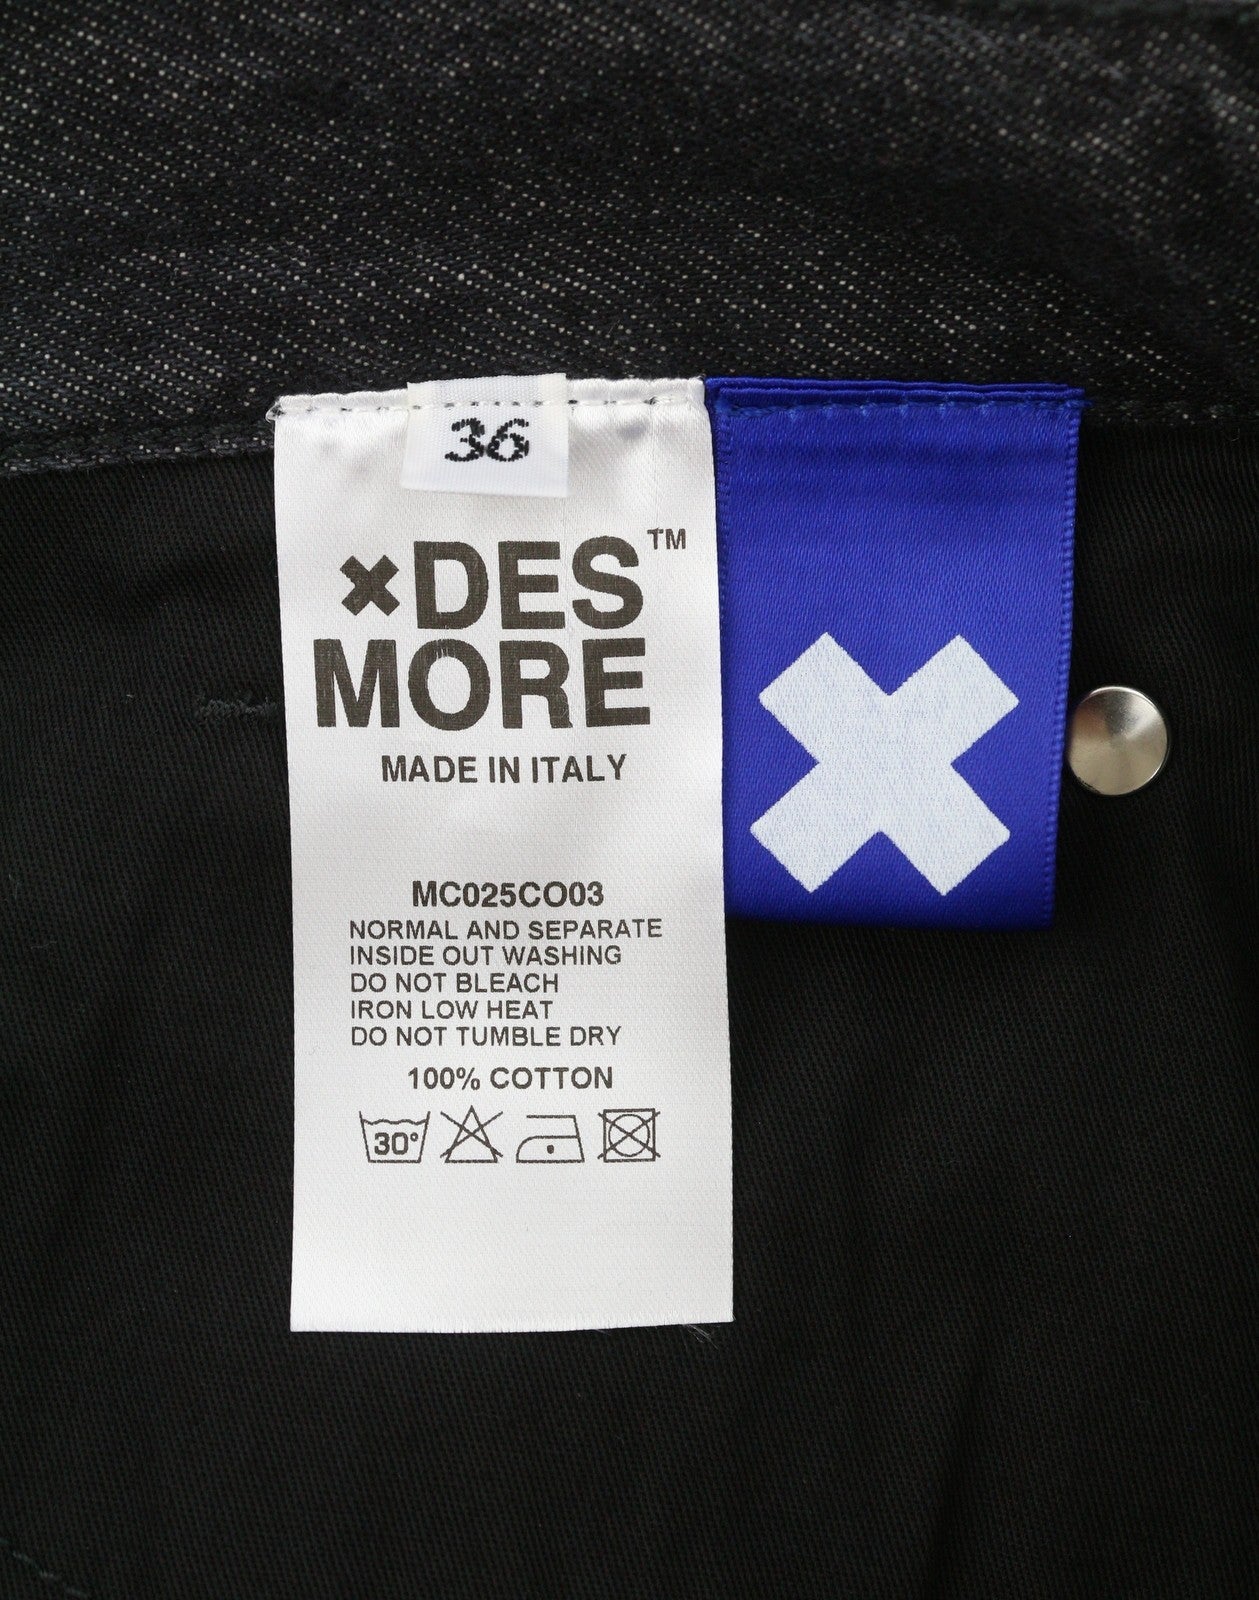 36
×DES™
MORE
MADE IN ITALY
MC025CO03
NORMAL AND SEPARATE
INSIDE OUT WASHING
DO NOT BLEACH
IRON LOW HEAT
DO NOT TUMBLE DRY
100% COTTON
30°